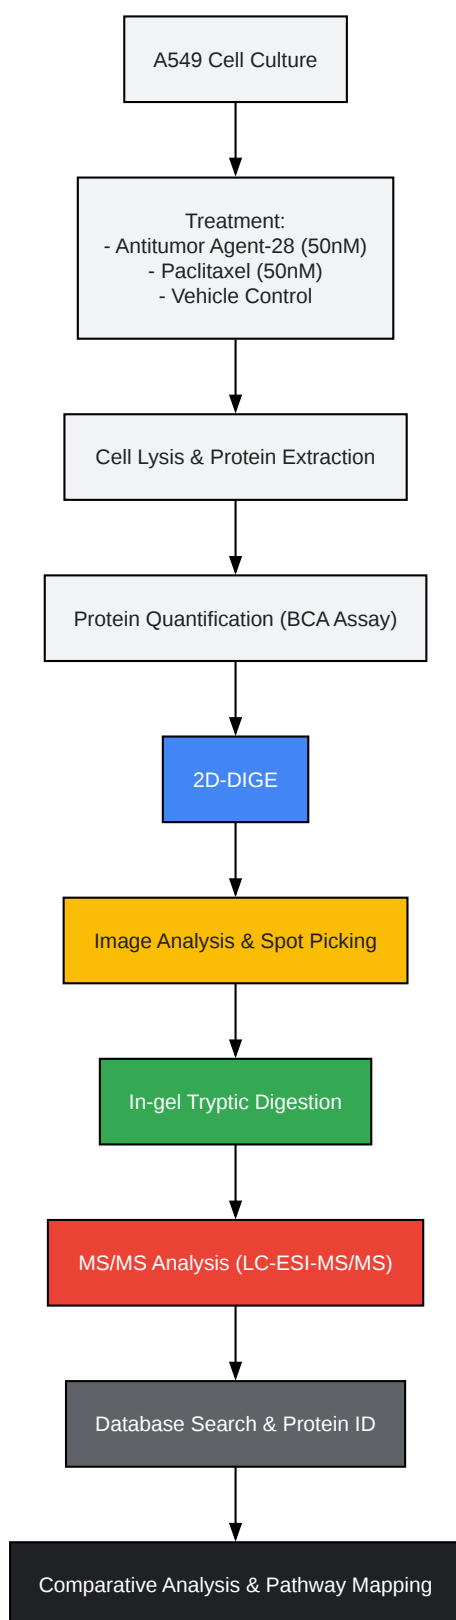 A549 Cell Culture
Treatment:
- Antitumor Agent-28 (50nM)
- Paclitaxel (50nM)
- Vehicle Control
Cell Lysis & Protein Extraction
Protein Quantification (BCA Assay)
2D-DIGE
Image Analysis & Spot Picking
In-gel Tryptic Digestion
MS/MS Analysis (LC-ESI-MS/MS)
Database Search & Protein ID
Comparative Analysis & Pathway Mapping